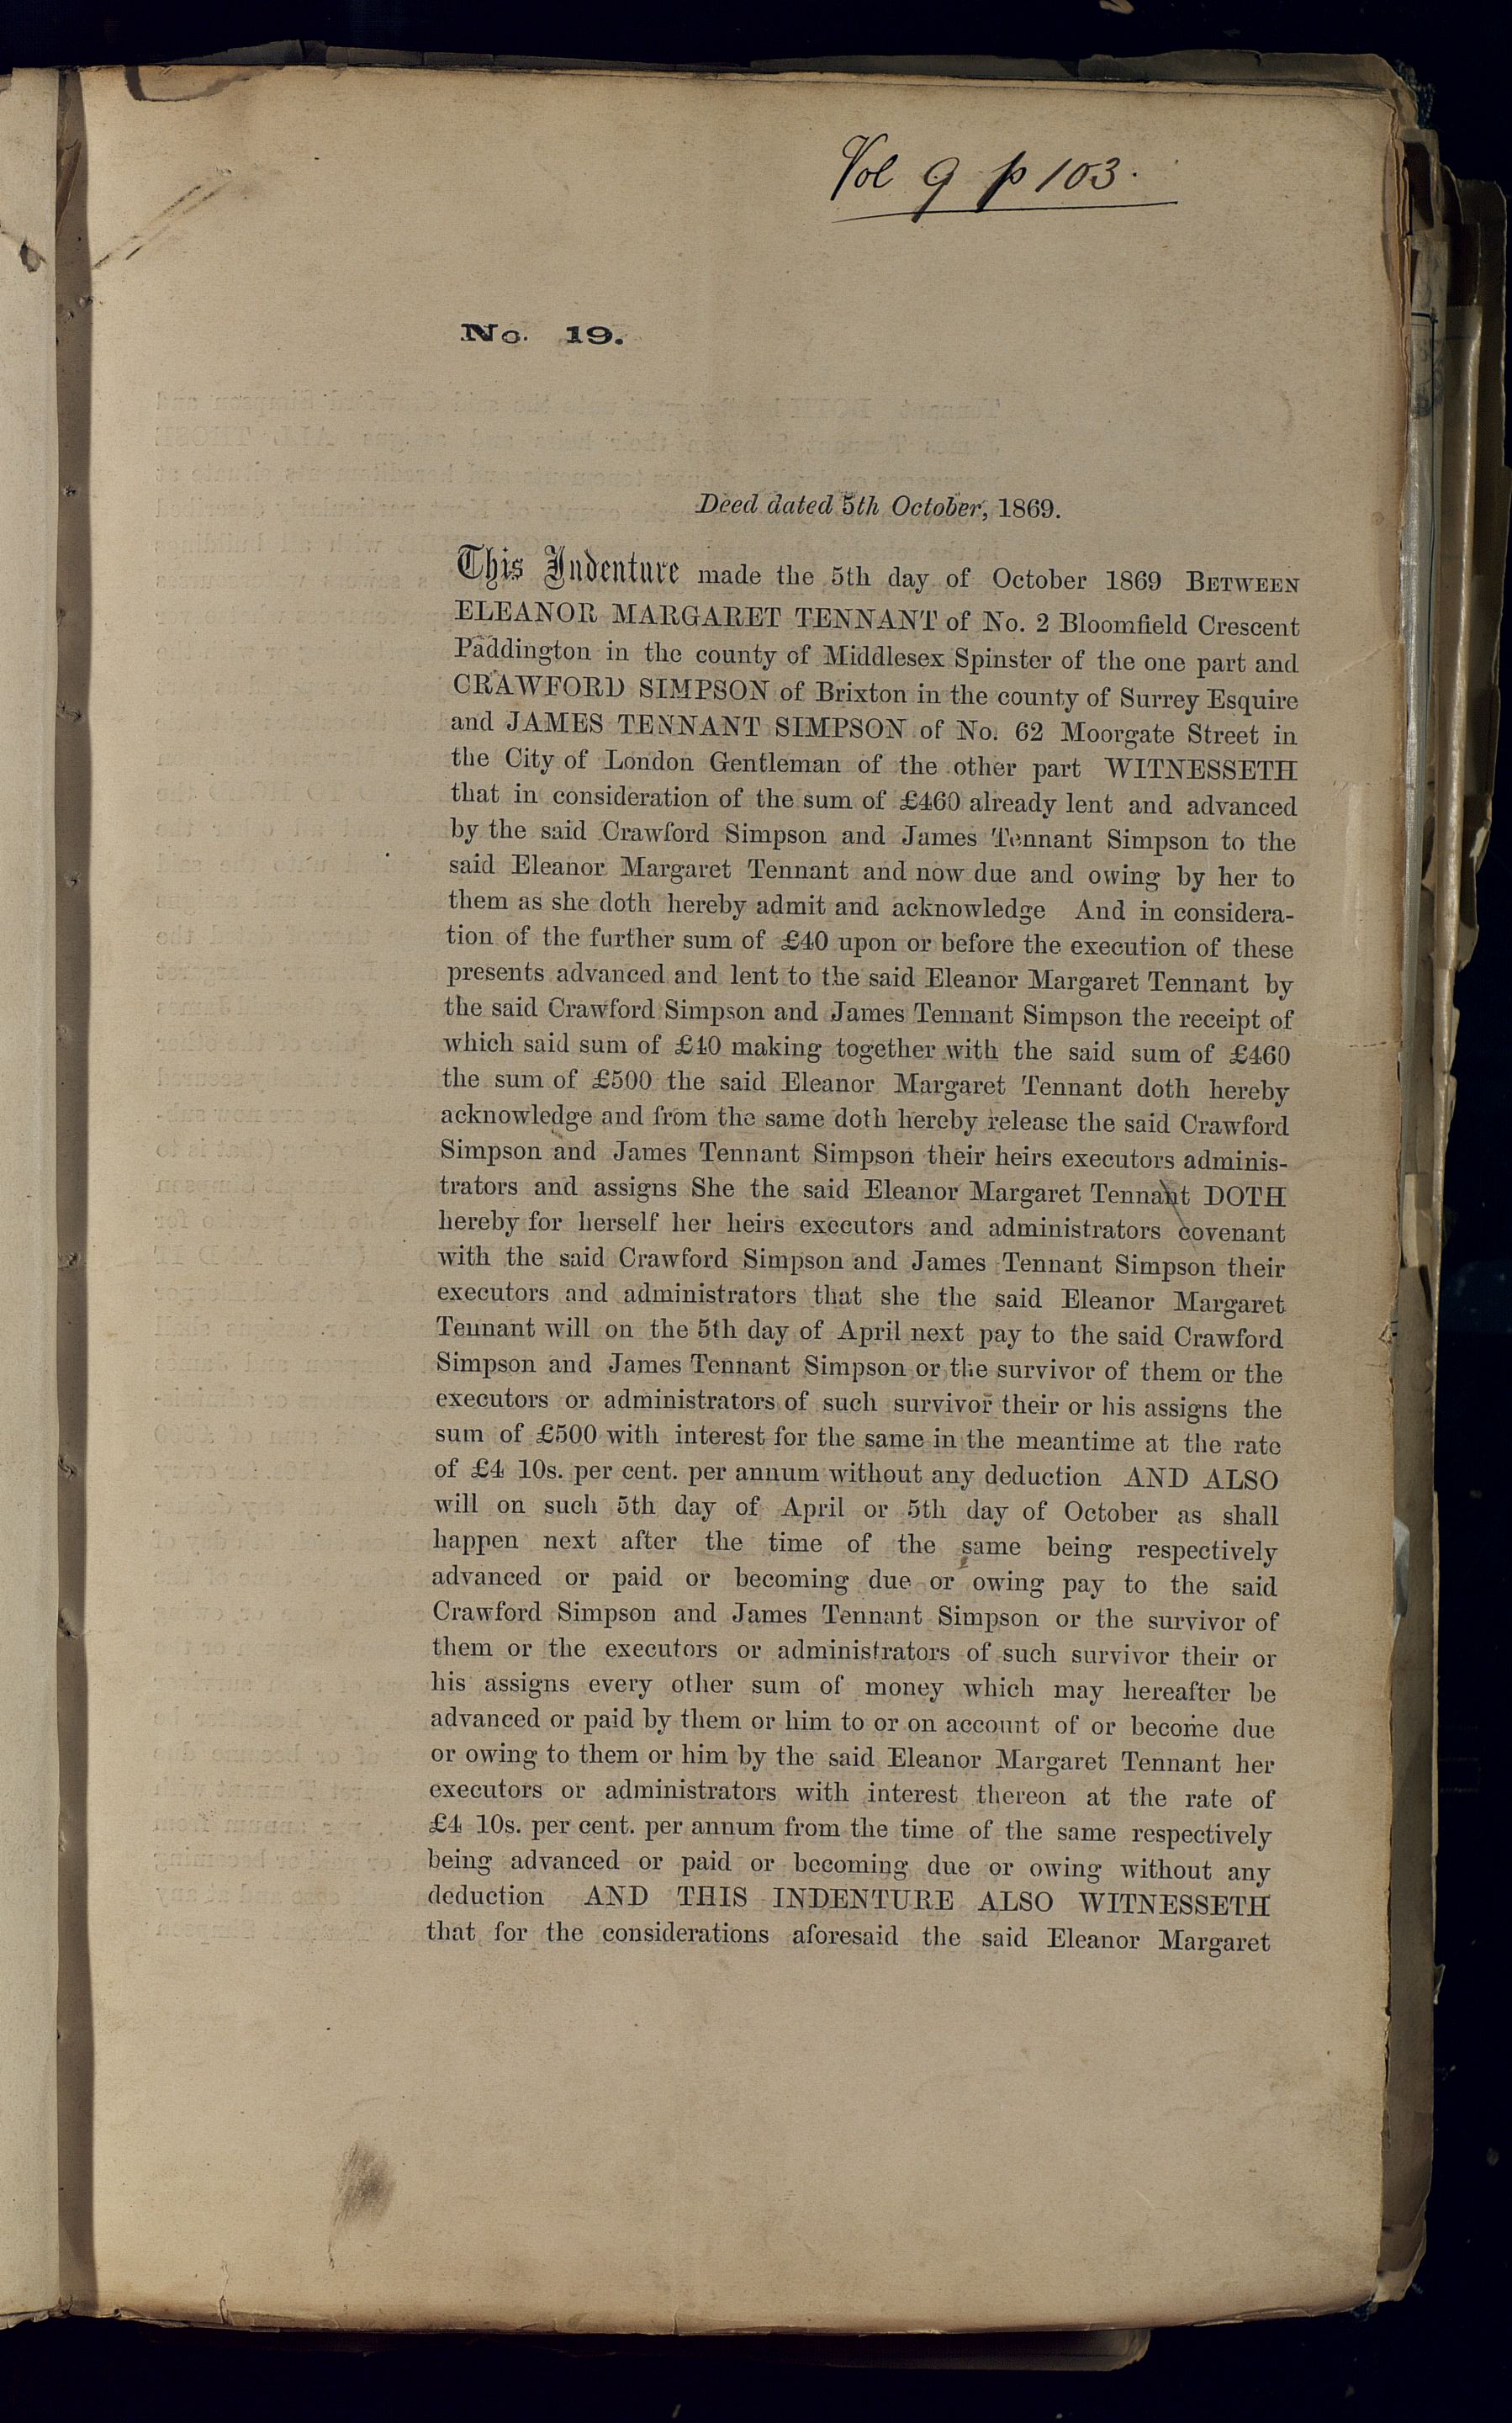 Vol 9 p 103.
No. 19.
Deed dated 5th October, 1869.
This Indenture made the 5th day of October 1869 BETWEEN
ELEANOR MARGARET TENNANT of No. 2 Bloomfield Crescent
Paddington in the county of Middlesex Spinster of the one part and
CRAWFORD SIMPSON of Brixton in the county of Surrey Esquire
and JAMES TENNANT SIMPSON of No. 62 Moorgate Street in
the City of London Gentleman of the other part WITNESSETH
that in consideration of the sum of £460 already lent and advanced
by the said Crawford Simpson and James Tennant Simpson to the
said Eleanor Margaret Tennant and now due and owing by her to
them as she doth hereby admit and acknowledge And in considera-
tion of the further sum of £40 upon or before the execution of these
presents advanced and lent to the said Eleanor Margaret Tennant by
the said Crawford Simpson and James Tennant Simpson the receipt of
which said sum of £40 making together with the said sum of £460
the sum of £500 the said Eleanor Margaret Tennant doth hereby
acknowledge and from the same doth hereby release the said Crawford
Simpson and James Tennant Simpson their heirs executors adminis-
trators and assigns She the said Eleanor Margaret Tennant DOTH
hereby for herself her heirs executors and administrators covenant
with the said Crawford Simpson and James Tennant Simpson their
executors and administrators that she the said Eleanor Margaret
Tennant will on the 5th day of April next pay to the said Crawford
Simpson and James Tennant Simpson or the survivor of them or the
executors or administrators of such survivor their or his assigns the
sum of £500 with interest for the same in the meantime at the rate
of £4 10s. per cent. per annum without any deduction AND ALSO
will on such 5th day of April or 5th day of October as shall
happen next after the time of the same being respectively
advanced or paid or becoming due or owing pay to the said
Crawford Simpson and James Tennant Simpson or the survivor of
them or the executors or administrators of such survivor their or
his assigns every other sum of money which may hereafter be
advanced or paid by them or him to or on account of or become due
or owing to them or him by the said Eleanor Margaret Tennant her
executors or administrators with interest thereon at the rate of
£4 10s. per cent. per annum from the time of the same respectively
being advanced or paid or becoming due or owing without any
deduction AND THIS INDENTURE ALSO WITNESSETH
that for the considerations aforesaid the said Eleanor Margaret